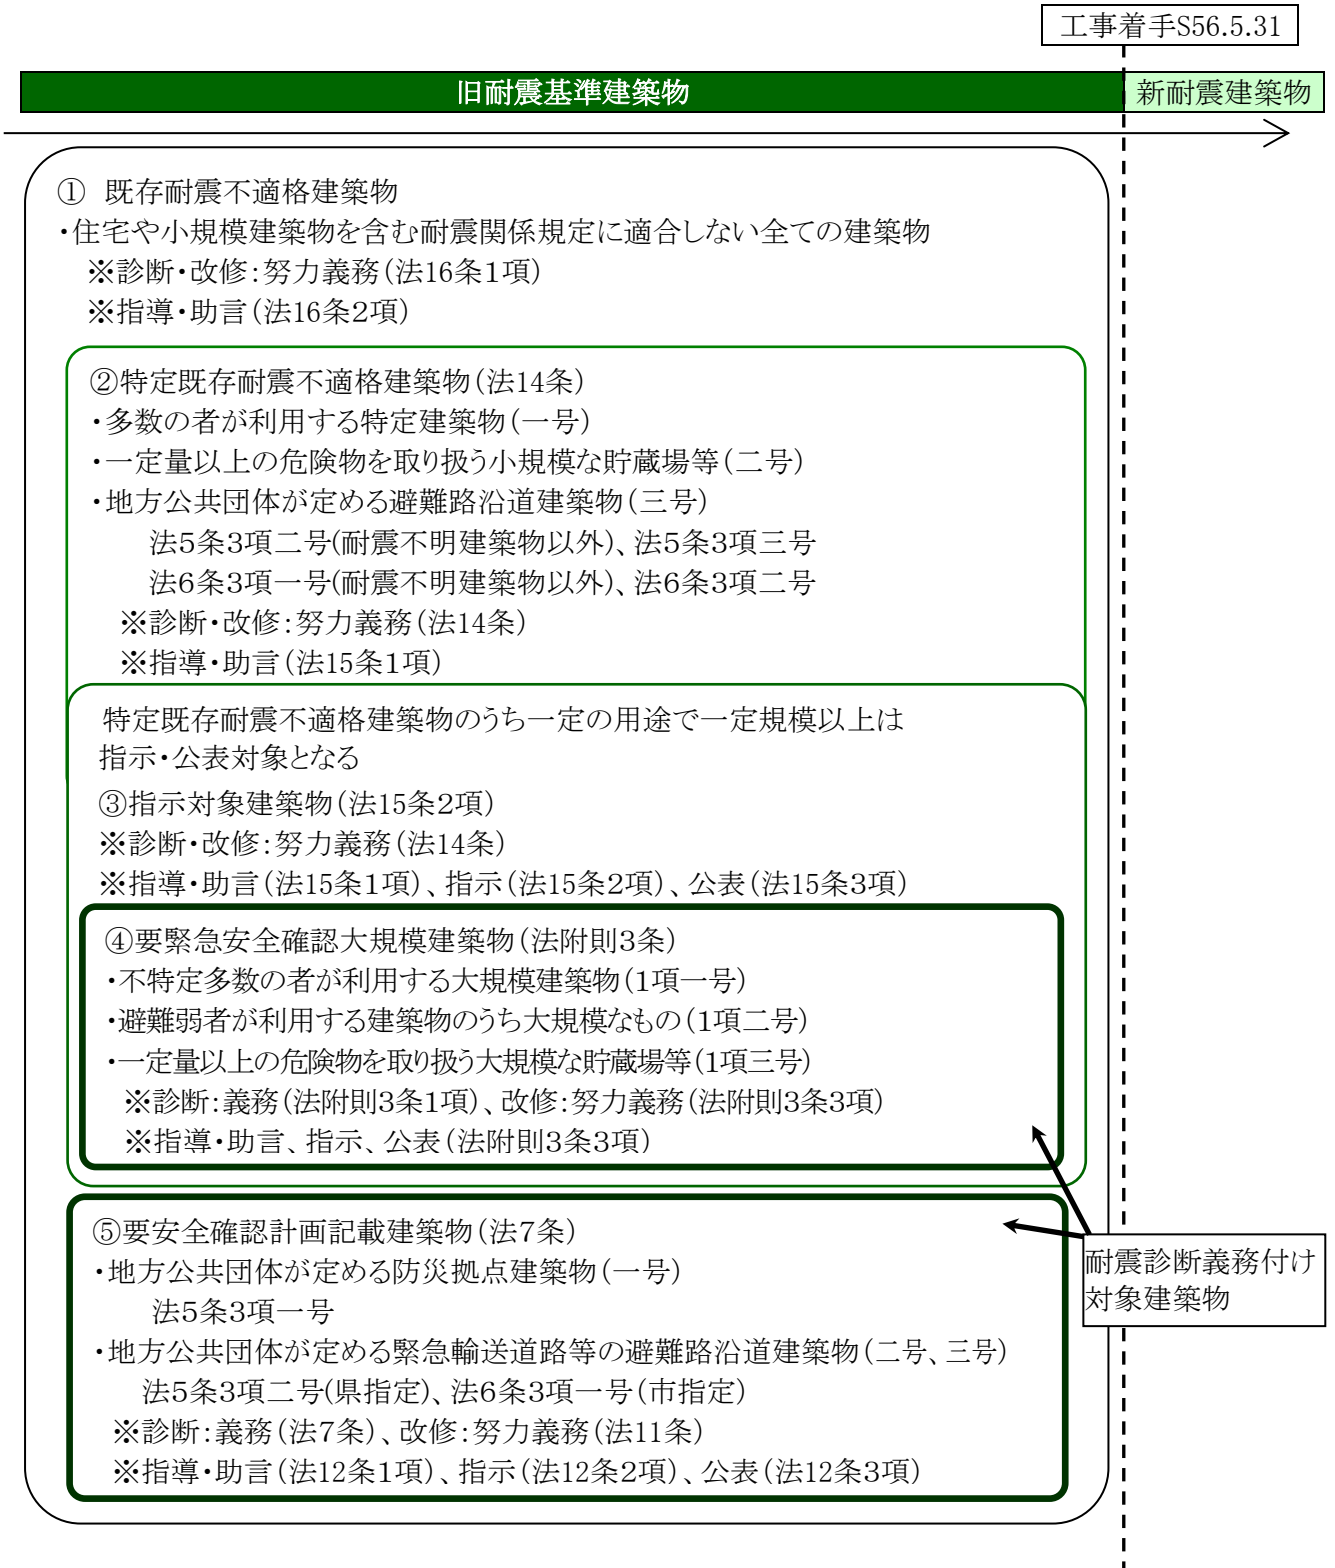 工事着手S56.5.31
旧耐震基準建築物
新耐震建築物
① 既存耐震不適格建築物
・住宅や小規模建築物を含む耐震関係規定に適合しない全ての建築物
※診断・改修：努力義務（法16条１項）
※指導・助言（法16条２項）
②特定既存耐震不適格建築物（法14条）
・多数の者が利用する特定建築物（一号）
・一定量以上の危険物を取り扱う小規模な貯蔵場等（二号）
・地方公共団体が定める避難路沿道建築物（三号）
法５条３項二号(耐震不明建築物以外)、法５条３項三号
法６条３項一号(耐震不明建築物以外)、法６条３項二号
※診断・改修：努力義務（法14条）
※指導・助言（法15条１項）
特定既存耐震不適格建築物のうち一定の用途で一定規模以上は
指示・公表対象となる
③指示対象建築物（法15条２項）
※診断・改修：努力義務（法14条）
※指導・助言（法15条１項）、指示（法15条２項）、公表（法15条３項）
④要緊急安全確認大規模建築物（法附則３条）
・不特定多数の者が利用する大規模建築物（１項一号）
・避難弱者が利用する建築物のうち大規模なもの（１項二号）
・一定量以上の危険物を取り扱う大規模な貯蔵場等（１項三号）
※診断：義務（法附則３条１項）、改修：努力義務（法附則３条３項）
※指導・助言、指示、公表（法附則３条３項）
⑤要安全確認計画記載建築物（法７条）
・地方公共団体が定める防災拠点建築物（一号）
法５条３項一号
・地方公共団体が定める緊急輸送道路等の避難路沿道建築物（二号、三号）
法５条３項二号（県指定）、法６条３項一号（市指定）
※診断：義務（法７条）、改修：努力義務（法11条）
※指導・助言（法12条１項）、指示（法12条２項）、公表（法12条３項）
耐震診断義務付け
対象建築物